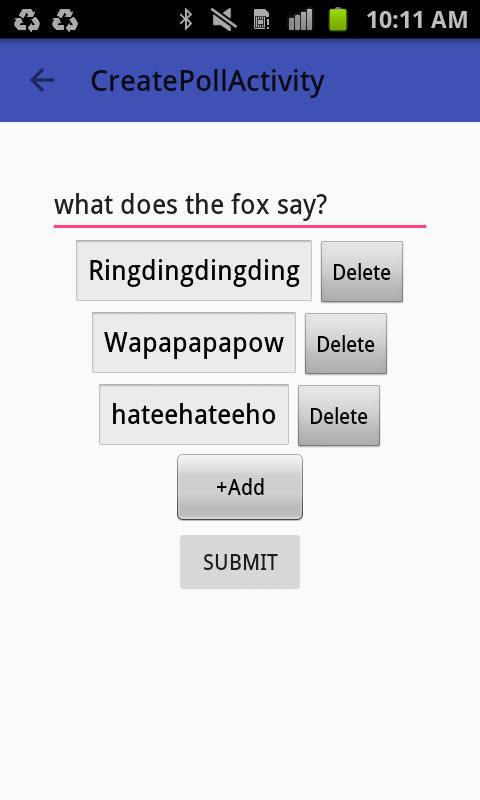 10:11 AM
CreatePollActivity
what does the fox say?
Ringdingdingding Delete
Wapapapapow Delete
hateehateeho Delete
+Add
SUBMIT